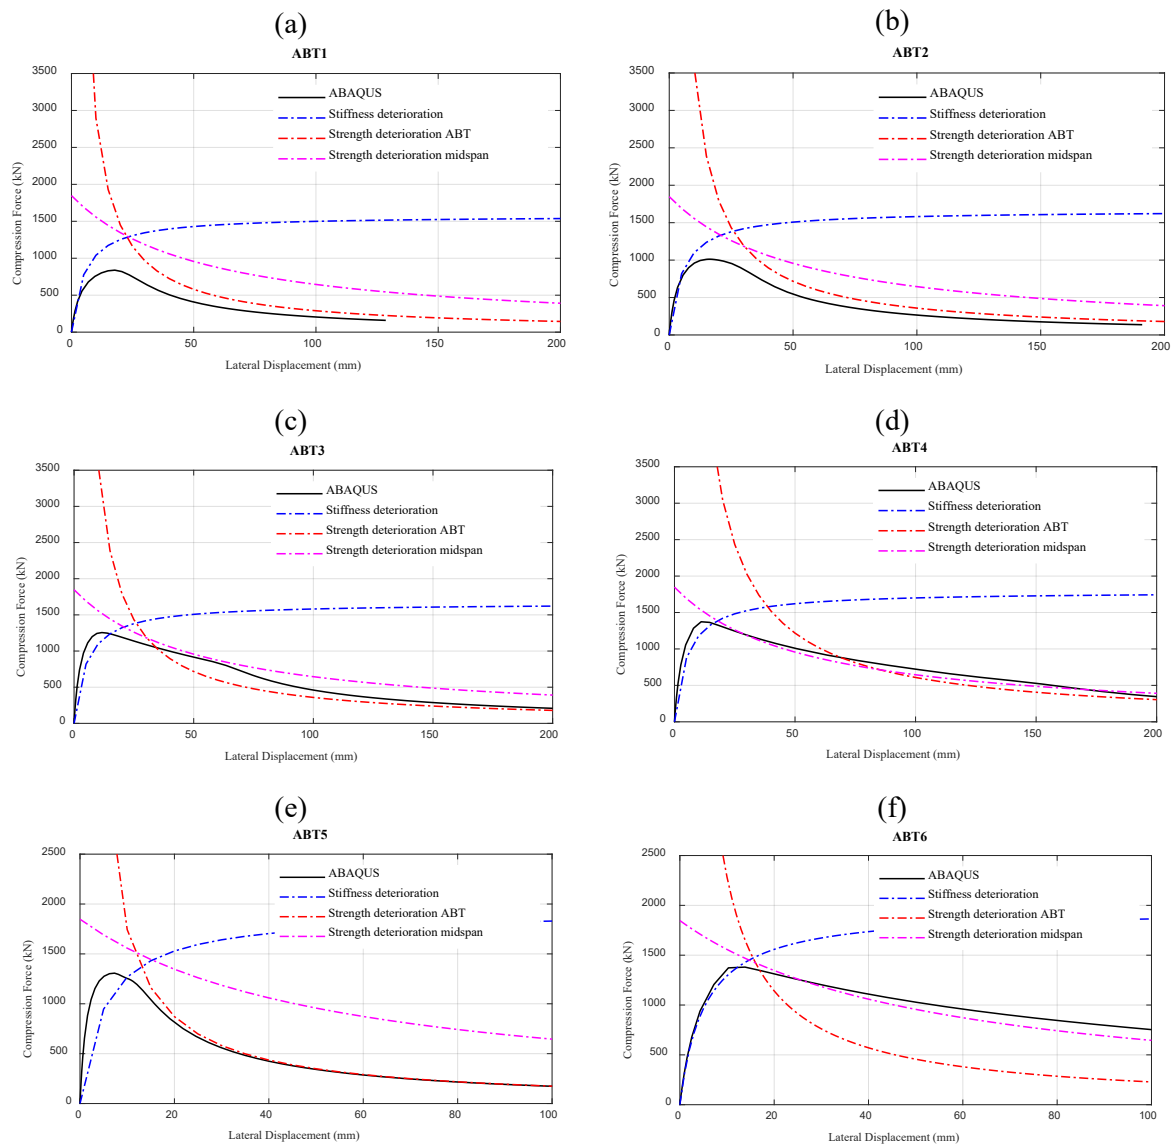 (a)
ABT1
3500
3000
2500
2000
1500
1000
500
0
0
50
100
150
200
Compression Force (kN)
Lateral Displacement (mm)
ABAQUS
Stiffness deterioration
Strength deterioration ABT
Strength deterioration midspan
(b)
ABT2
3500
3000
2500
2000
1500
1000
500
0
0
50
100
150
200
Compression Force (kN)
Lateral Displacement (mm)
ABAQUS
Stiffness deterioration
Strength deterioration ABT
Strength deterioration midspan
(c)
ABT3
3500
3000
2500
2000
1500
1000
500
0
0
50
100
150
200
Compression Force (kN)
Lateral Displacement (mm)
ABAQUS
Stiffness deterioration
Strength deterioration ABT
Strength deterioration midspan
(d)
ABT4
3500
3000
2500
2000
1500
1000
500
0
0
50
100
150
200
Compression Force (kN)
Lateral Displacement (mm)
ABAQUS
Stiffness deterioration
Strength deterioration ABT
Strength deterioration midspan
(e)
ABT5
2500
2000
1500
1000
500
0
0
20
40
60
80
100
Compression Force (kN)
Lateral Displacement (mm)
ABAQUS
Stiffness deterioration
Strength deterioration ABT
Strength deterioration midspan
(f)
ABT6
2500
2000
1500
1000
500
0
0
20
40
60
80
100
Compression Force (kN)
Lateral Displacement (mm)
ABAQUS
Stiffness deterioration
Strength deterioration ABT
Strength deterioration midspan